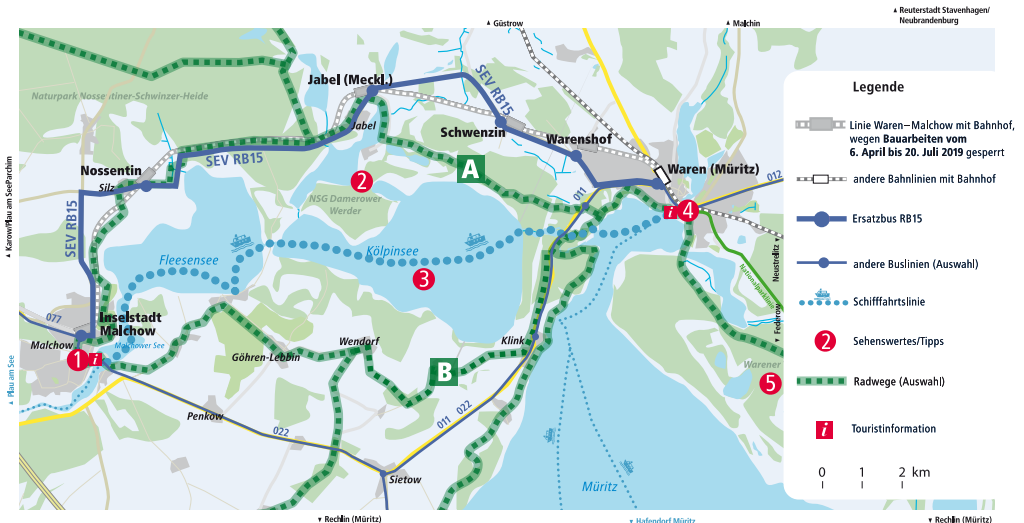 ▲ Reuterstadt Stavenhagen/
Neubrandenburg
▲ Güstrow
▲ Malchin
Naturpark Nossentiner-Schwinzer-Heide
Jabel (Meckl.)
Jabel
SEV RB15
Schwenzin
Warenshof
SEV RB15
Nossentin
Silz
A
Waren (Müritz)
012
011
2
NSG Damerower
Werder
i
4
SEV RB15
▲ Karow/Plau am See/Parchim
Fleesensee
Kölpinsee
3
Nationalparklinie
Neustrelitz ▼
077
Inselstadt
Malchow
Malchow
Malchower See
1
i
Göhren-Lebbin
Wendorf
Klink
B
Federow ▼
Warener
5
▲ Plau am See
Penkow
022
011
022
Sietow
Müritz
▼ Rechlin (Müritz)
▼ Hafendorf Müritz
▼ Rechlin (Müritz)
Legende
Linie Waren–Malchow mit Bahnhof,
wegen Bauarbeiten vom
6. April bis 20. Juli 2019 gesperrt
andere Bahnlinien mit Bahnhof
Ersatzbus RB15
andere Buslinien (Auswahl)
Schifffahrtslinie
2
Sehenswertes/Tipps
Radwege (Auswahl)
i
Touristinformation
0 1 2 km